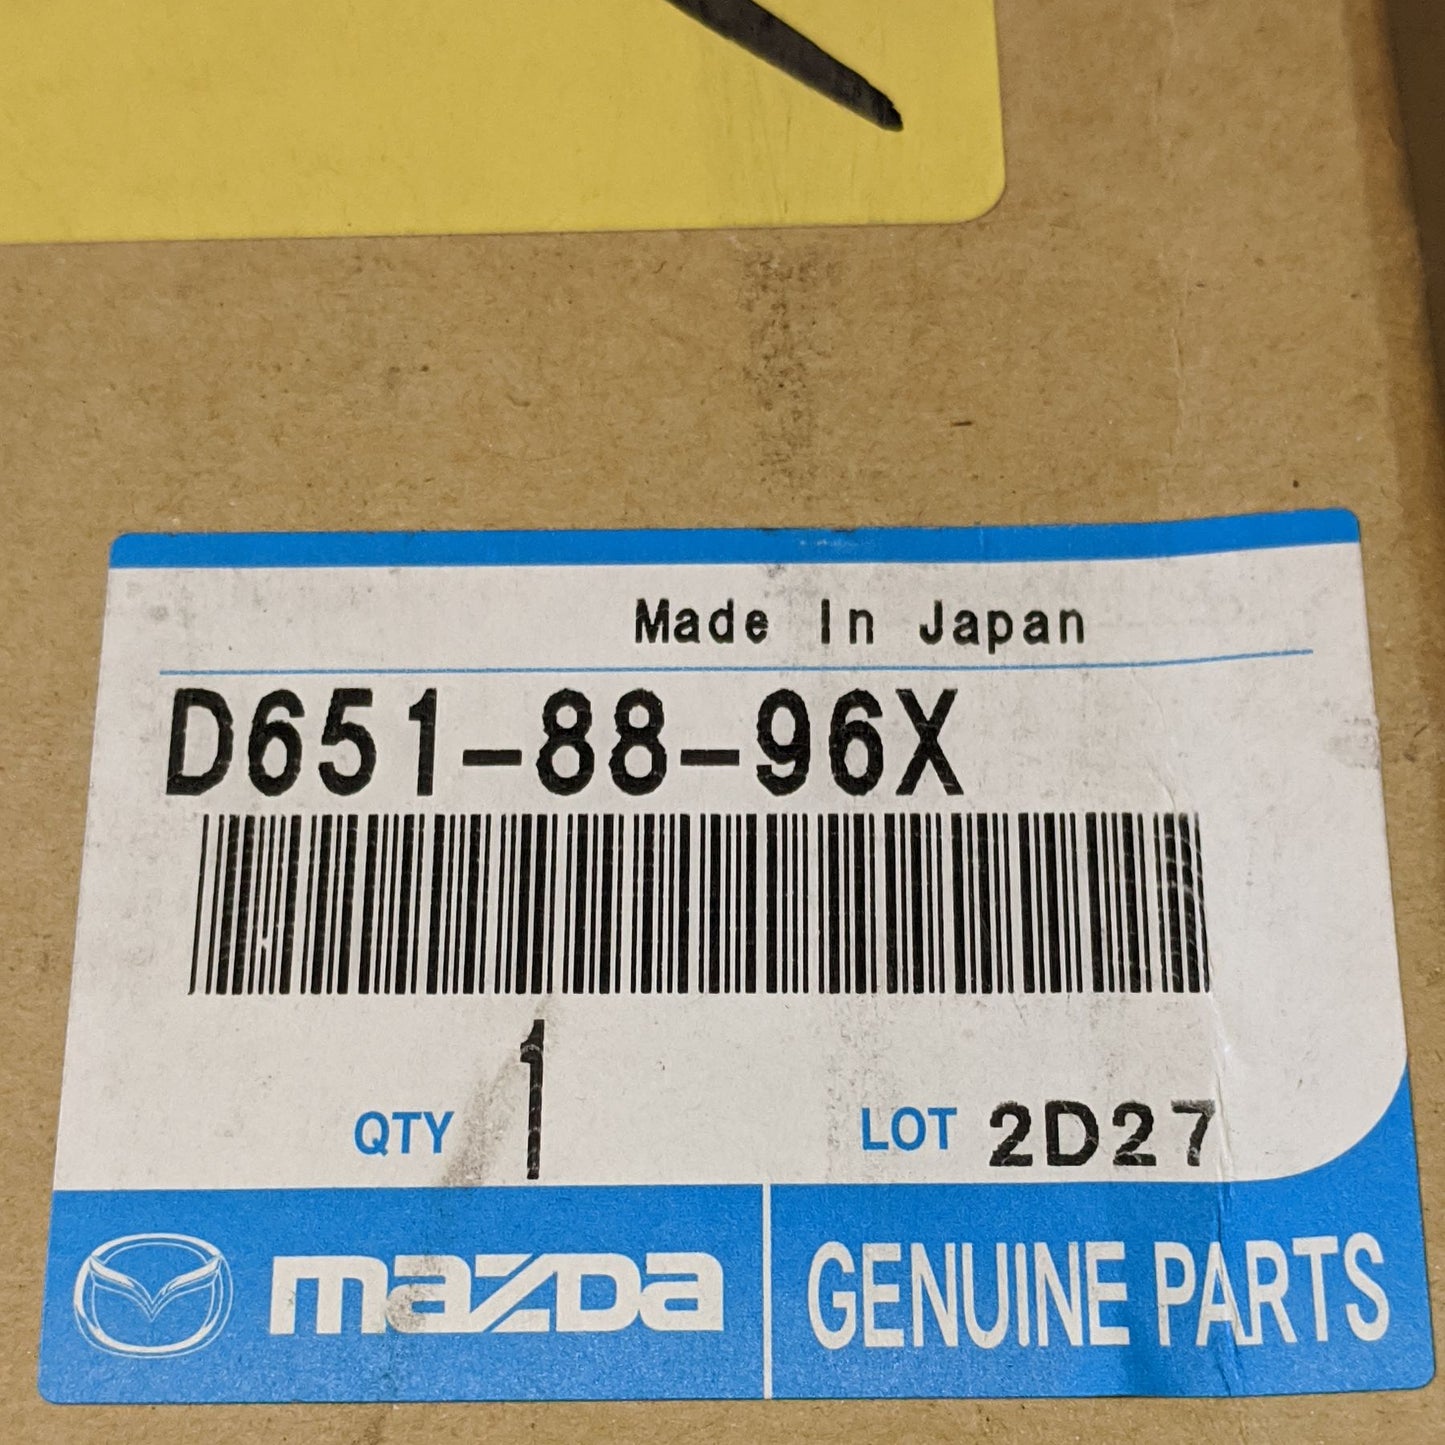 Made In Japan
D651-88-96X
QTY 1
LOT 2D27
mazda
GENUINE PARTS